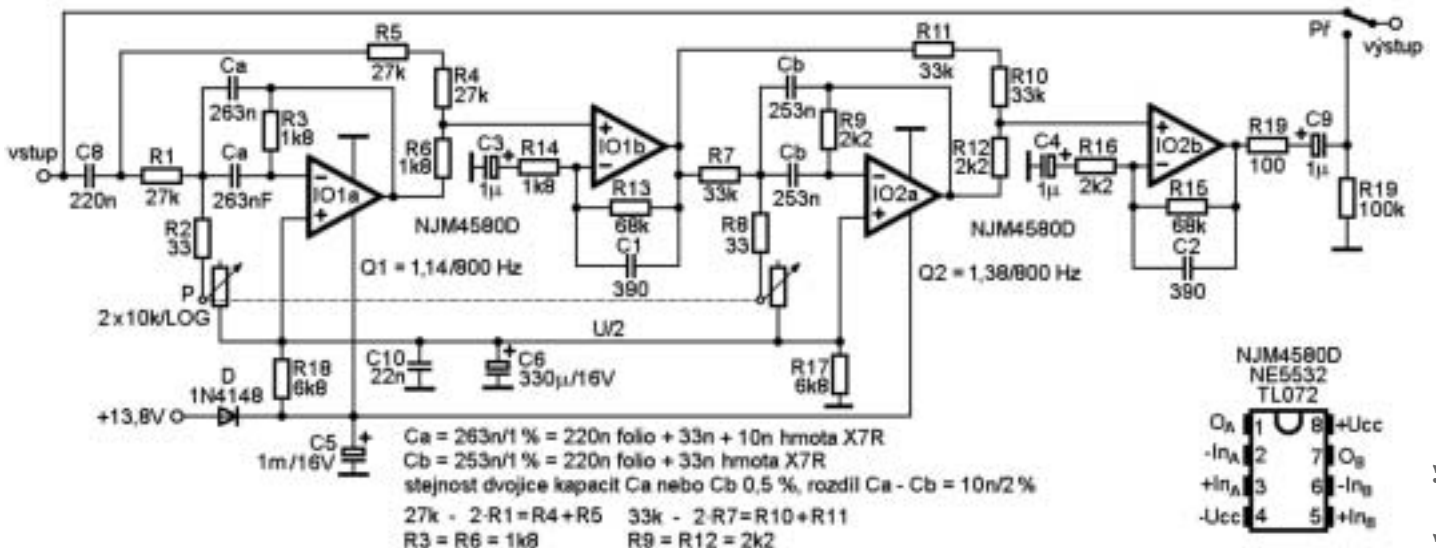 R5
27k
R11
33k
Př
výstup
Ca
263n
R4
27k
Cb
253n
R10
33k
R3
1k8
R9
2k2
vstup
C8
220n
R1
27k
Ca
263nF
IO1a
R6
1k8
C3
1µ
R14
1k8
IO1b
R7
33k
Cb
253n
IO2a
R12
2k2
C4
1µ
R16
2k2
IO2b
R19
100
C9
1µ
R2
33
NJM4580D
R13
68k
R8
33
NJM4580D
R15
68k
R19
100k
Q1 = 1,14/800 Hz
C1
390
Q2 = 1,38/800 Hz
C2
390
P
2x10k/LOG
U/2
R18
6k8
C10
22n
C6
330µ/16V
R17
6k8
D
1N4148
+13,8V
C5
1m/16V
Ca = 263n/1 % = 220n folio + 33n + 10n hmota X7R
Cb = 253n/1 % = 220n folio + 33n hmota X7R
stejnost dvojice kapacit Ca nebo Cb 0,5 %, rozdíl Ca - Cb = 10n/2 %
27k - 2·R1=R4+R5 33k - 2·R7=R10+R11
R3 = R6 = 1k8 R9 = R12 = 2k2
NJM4580D
NE5532
TL072
OA 1 8 +Ucc
-InA 2 7 OB
+InA 3 6 -InB
-Ucc 4 5 +InB